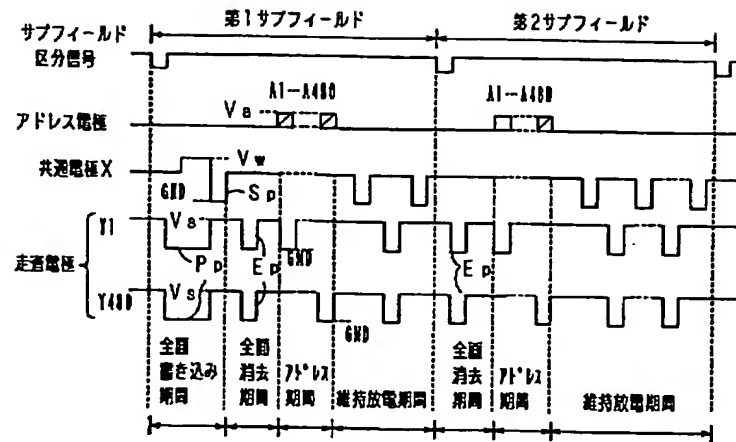 第1サブフィールド
第2サブフィールド
サブフィールド
区分信号
A1-A480
A1-A480
Va
アドレス電極
共通電極X
Vw
GND
Sp
Y1
Vs
GND
走査電極
Pp
Ep
Ep
Y480
Vs
GND
全面
書き込み
期間
全面
消去
期間
アドレス
期間
維持放電期間
全面
消去
期間
アドレス
期間
維持放電期間